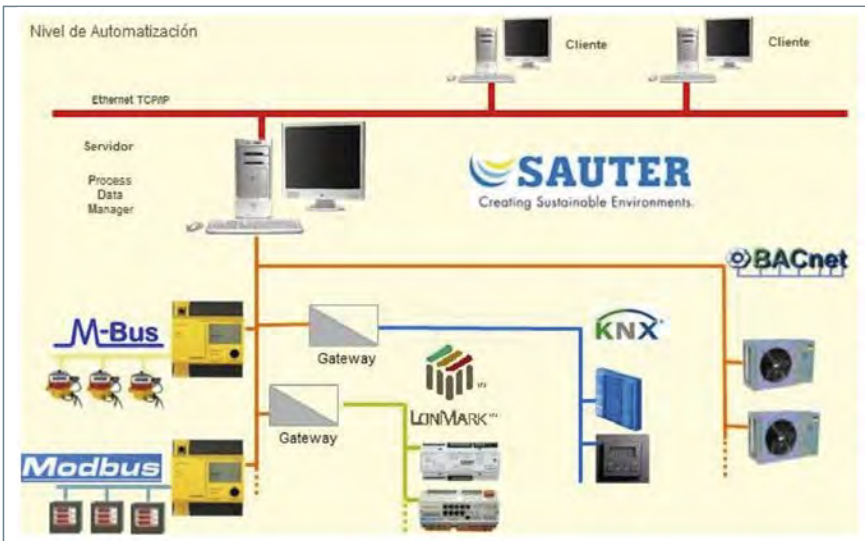 Nivel de Automatización
Cliente
Cliente
Ethernet TCP/IP
Servidor
Process
Data
Manager
SAUTER
Creating Sustainable Environments.
BACnet
M-Bus
Gateway
KNX
LONMARK
Gateway
Modbus